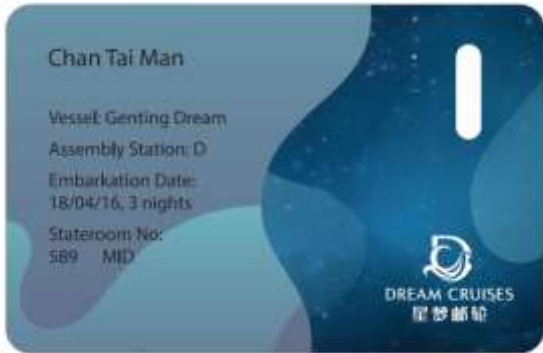 Chan Tai Man
Vessel: Genting Dream
Assembly Station: D
Embarkation Date:
18/04/16, 3 nights
Stateroom No:
589 MID
DREAM CRUISES
星梦邮轮